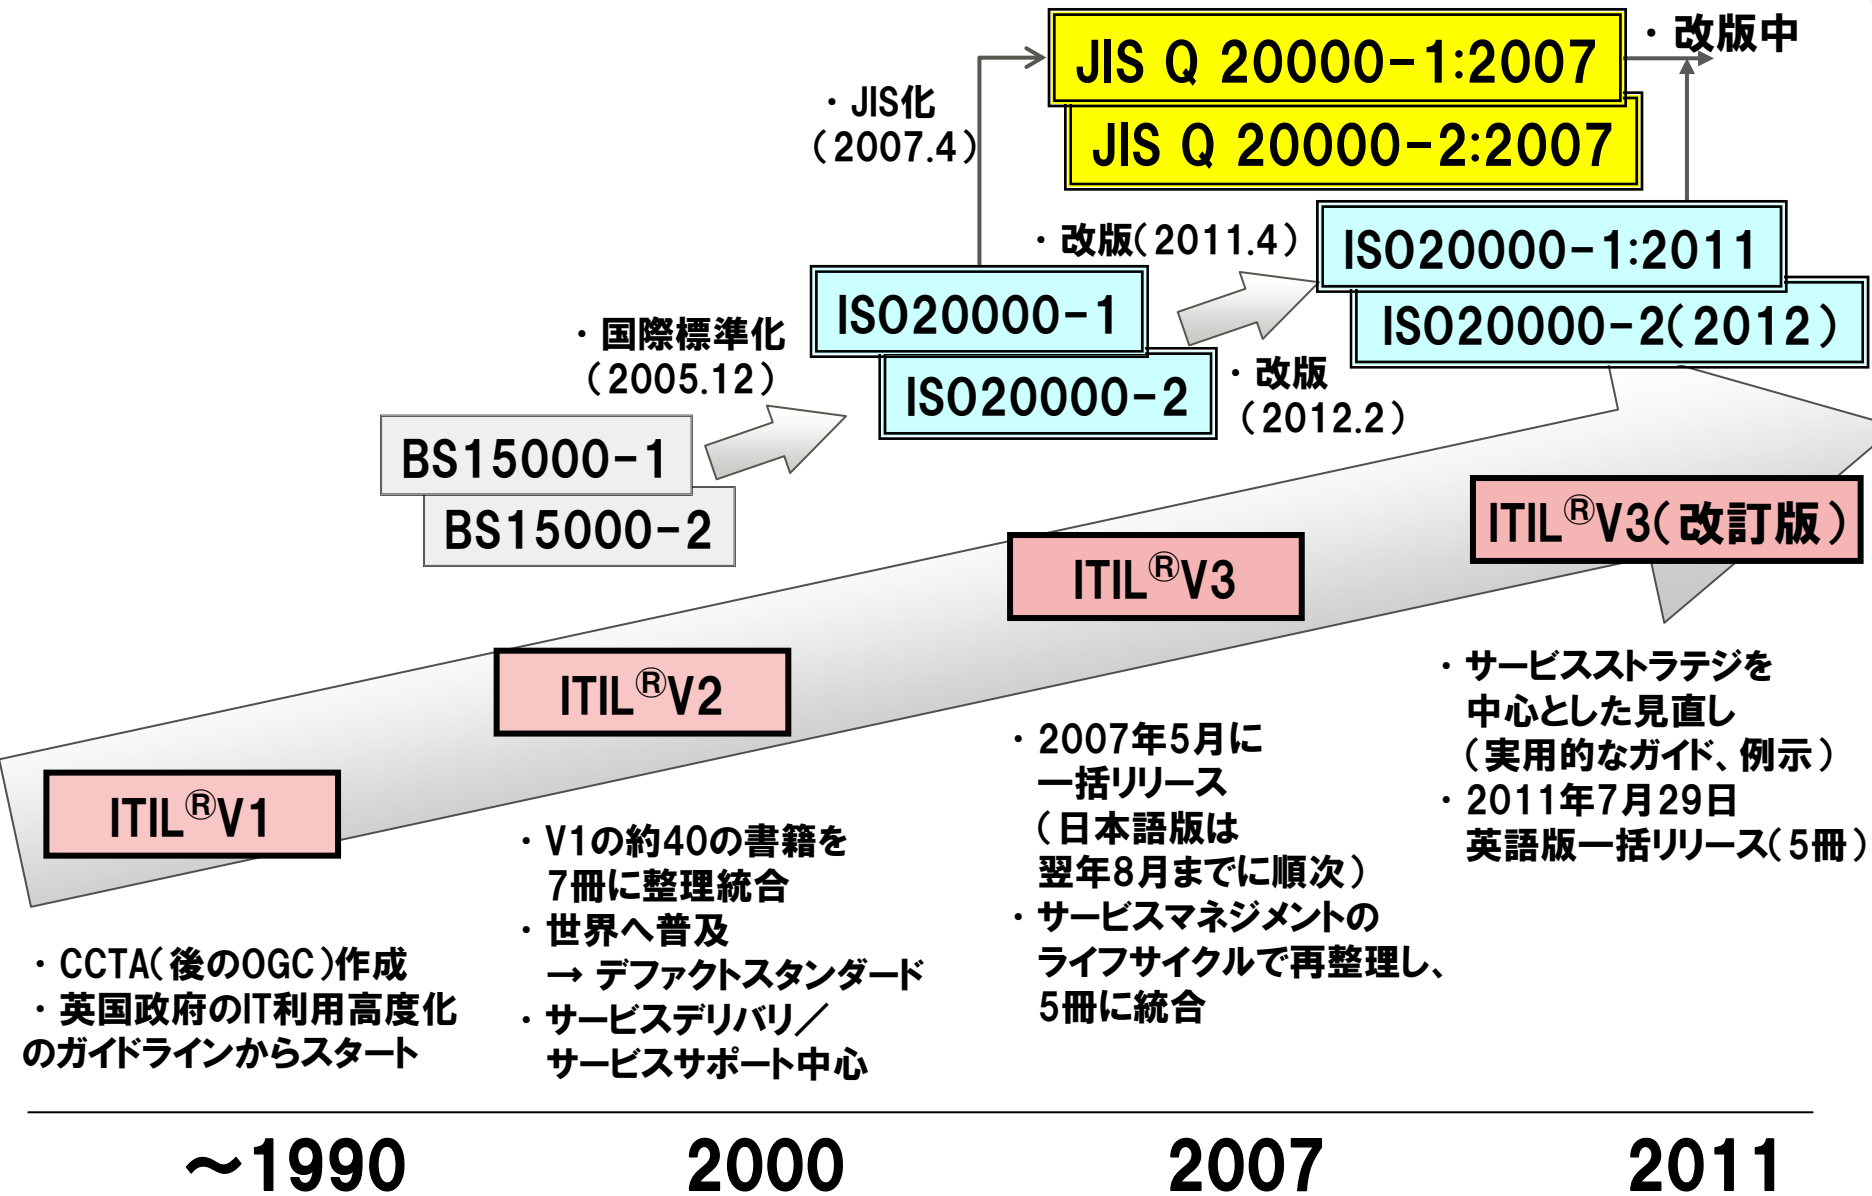 JIS Q 20000-1:2007
・改版中
・JIS化
（2007.4）
JIS Q 20000-2:2007
・改版（2011.4）
ISO20000-1:2011
ISO20000-2（2012）
・国際標準化
（2005.12）
ISO20000-1
ISO20000-2
・改版
（2012.2）
BS15000-1
BS15000-2
ITIL®V3（改訂版）
ITIL®V3
ITIL®V2
ITIL®V1
・CCTA（後のOGC）作成
・英国政府のIT利用高度化
のガイドラインからスタート
・V1の約40の書籍を
7冊に整理統合
・世界へ普及
→ デファクトスタンダード
・サービスデリバリ／
サービスサポート中心
・2007年5月に
一括リリース
（日本語版は
翌年8月までに順次）
・サービスマネジメントの
ライフサイクルで再整理し、
5冊に統合
・サービスストラテジを
中心とした見直し
（実用的なガイド、例示）
・2011年7月29日
英語版一括リリース（5冊）
～1990
2000
2007
2011